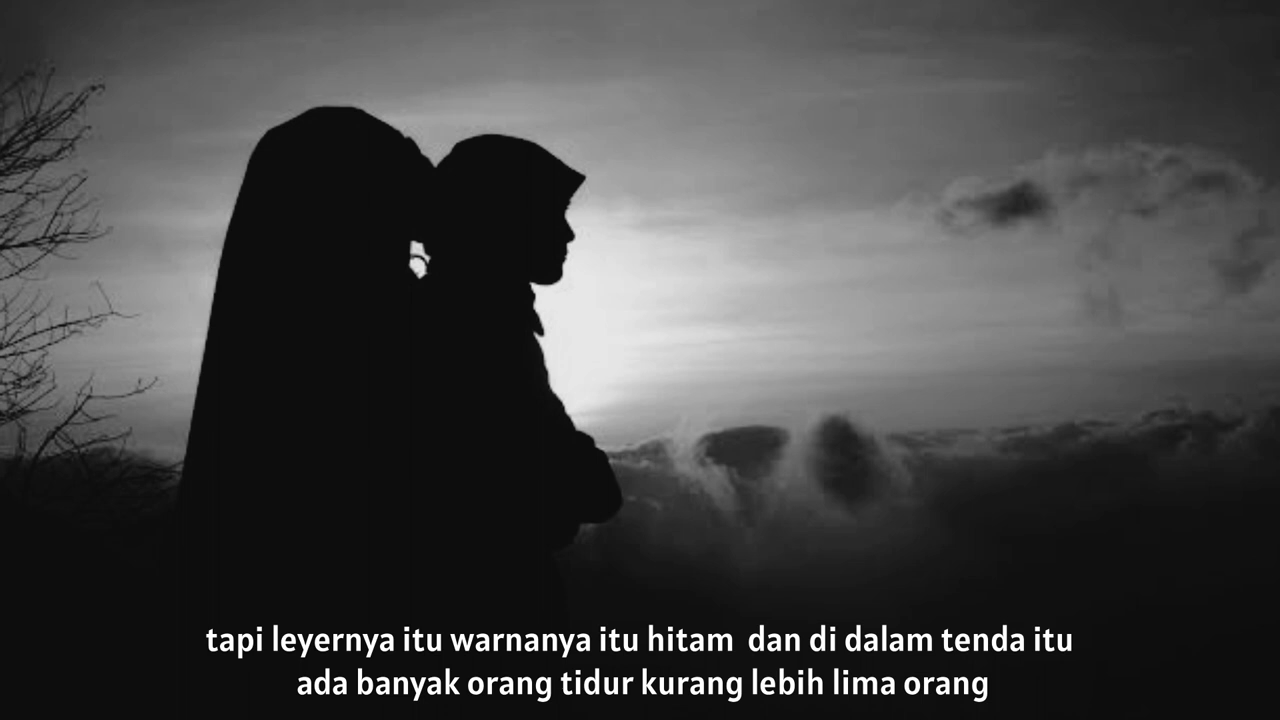 tapi leyernya itu warnanya itu hitam  dan di dalam tenda itu
ada banyak orang tidur kurang lebih lima orang